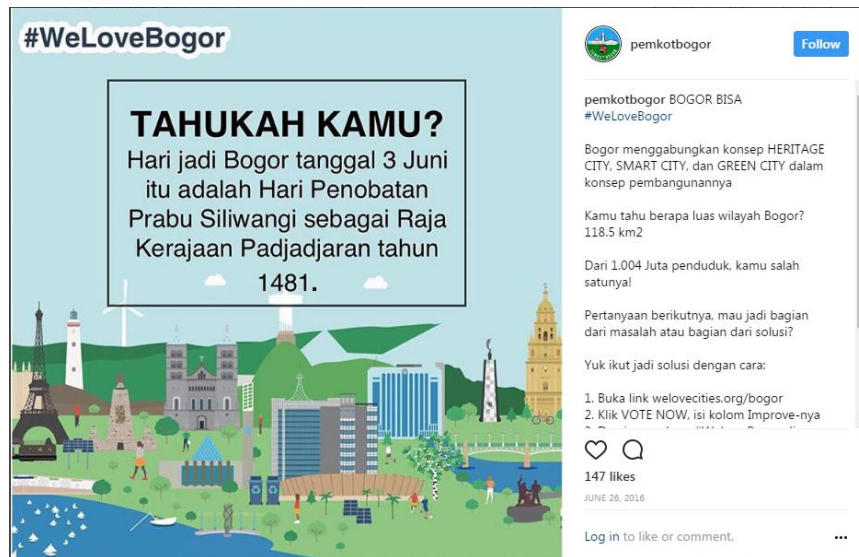 #WeLoveBogor
TAHUKAH KAMU?
Hari jadi Bogor tanggal 3 Juni
itu adalah Hari Penobatan
Prabu Siliwangi sebagai Raja
Kerajaan Padjadjaran tahun
1481.
pemkotbogor
Follow
pemkotbogor BOGOR BISA
#WeLoveBogor
Bogor menggabungkan konsep HERITAGE
CITY, SMART CITY, dan GREEN CITY dalam
konsep pembangunannya
Kamu tahu berapa luas wilayah Bogor?
118.5 km2
Dari 1.004 Juta penduduk, kamu salah
satunya!
Pertanyaan berikutnya, mau jadi bagian
dari masalah atau bagian dari solusi?
Yuk ikut jadi solusi dengan cara:
1. Buka link welovecities.org/bogor
2. Klik VOTE NOW, isi kolom Improve-nya
147 likes
JUNE 26, 2016
Log in to like or comment.